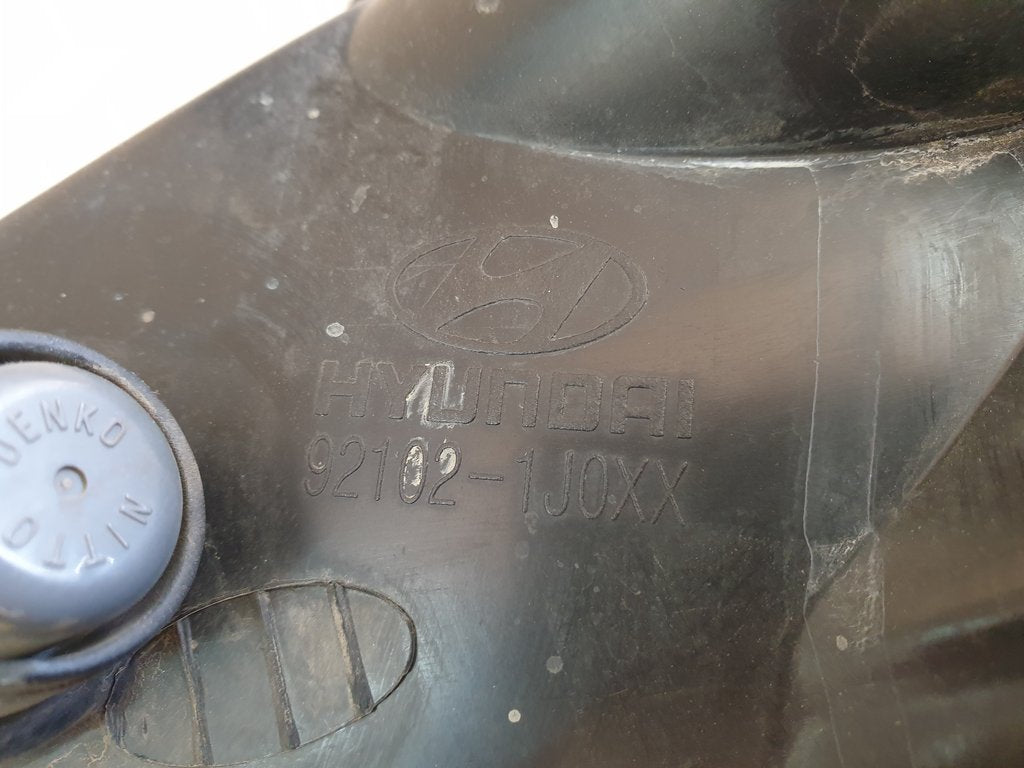 HYUNDAI
92102-1J0XX
DENKO
NITTO